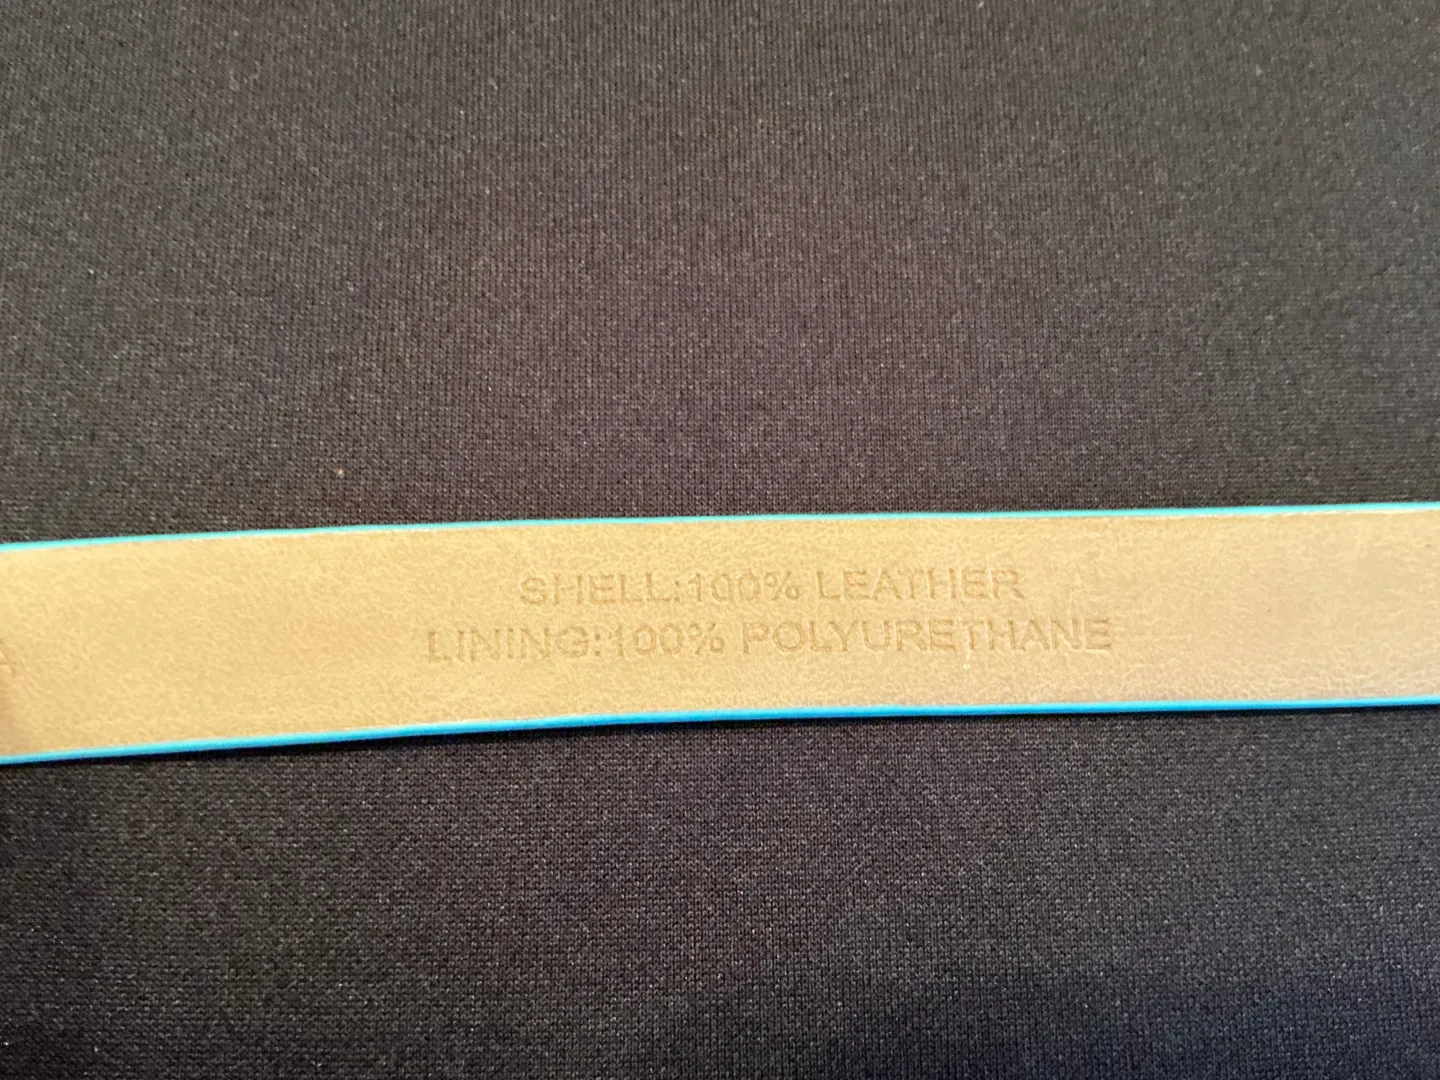 SHELL:100% LEATHER
LINING:100% POLYURETHANE